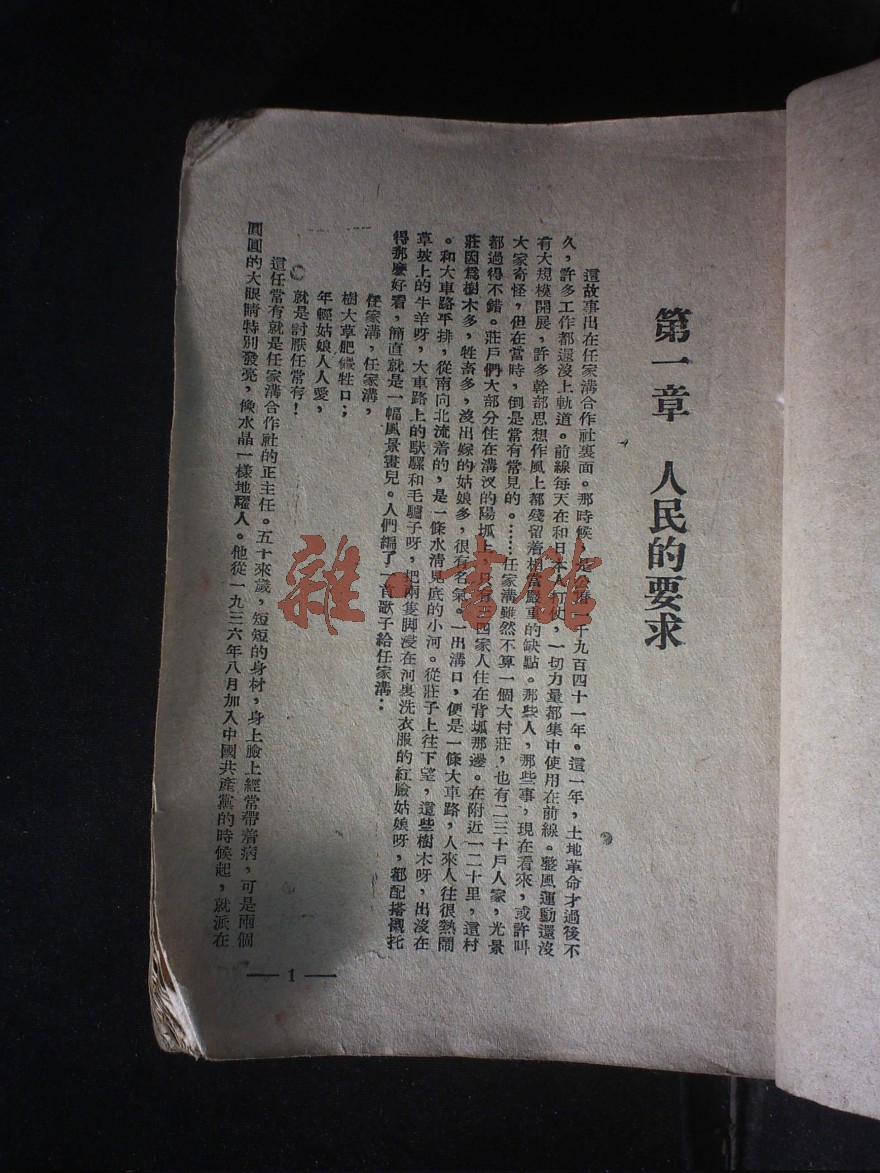 第一章　人民的要求
這故事出在任家溝合作社裏面。那時候，是公曆一千九百四十一年。這一年，土地革命才過後不
久，許多工作都還沒上軌道。前線每天在和日本人打仗，一切力量都集中使用在前線。整風運動還沒
有大規模開展，許多幹部思想作風上都殘留着相當嚴重的缺點。那些人，那些事，現在看來，或許叫
大家奇怪，但在當時，倒是常有常見的。……任家溝雖然不算一個大村莊，也有二三十戶人家，光景
都過得不錯。莊戶們大部分住在溝汊的陽坬上，只有三四家人住在背坬那邊。在附近一二十里，這村
莊因爲樹木多，牲畜多，沒出嫁的姑娘多，很有名氣。一出溝口，便是一條大車路，人來人往很熱鬧
。和大車路平排，從南向北流着的，是一條水清見底的小河。從莊子上往下望，這些樹木呀，出沒在
草坡上的牛羊呀，大車路上的馱騾和毛驢子呀，把兩隻脚浸在河裏洗衣服的紅臉姑娘呀，都配搭襯托
得那麼好看，簡直就是一幅風景畫兒。人們編了一首歌子給任家溝：
任家溝，任家溝，
樹大草肥餵牲口；
年輕姑娘人人愛，
就是討厭任常有！
這任常有就是任家溝合作社的正主任。五十來歲，短短的身材，身上臉上經常帶着病，可是兩個
圓圓的大眼睛特別發亮，像水晶一樣地耀人。他從一九三六年八月加入中國共產黨的時候起，就派在
— 1 —
雜·書館